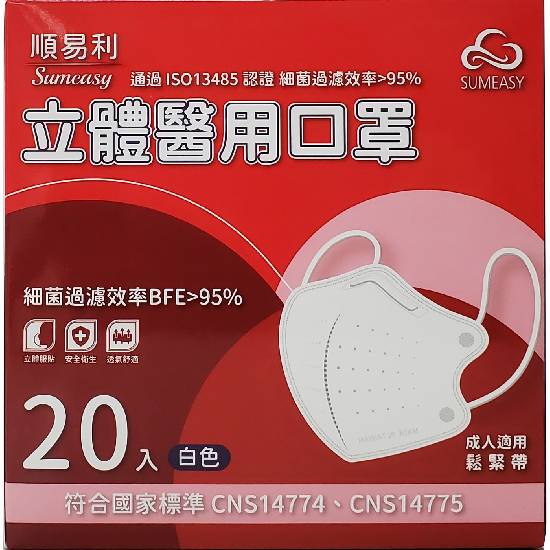 順易利
Sumeasy
SUMEASY
通過 ISO13485 認證 細菌過濾效率>95%
立體醫用口罩
細菌過濾效率BFE>95%
立體服貼
安全衛生
透氣舒適
20入 白色
成人適用
鬆緊帶
符合國家標準 CNS14774、CNS14775